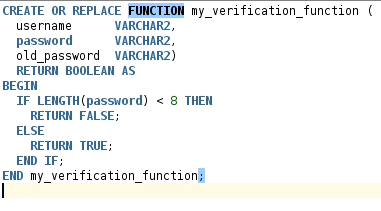 CREATE OR REPLACE FUNCTION my_verification_function (
  username      VARCHAR2,
  password      VARCHAR2,
  old_password  VARCHAR2)
  RETURN BOOLEAN AS
BEGIN
  IF LENGTH(password) < 8 THEN
    RETURN FALSE;
  ELSE
    RETURN TRUE;
  END IF;
END my_verification_function;